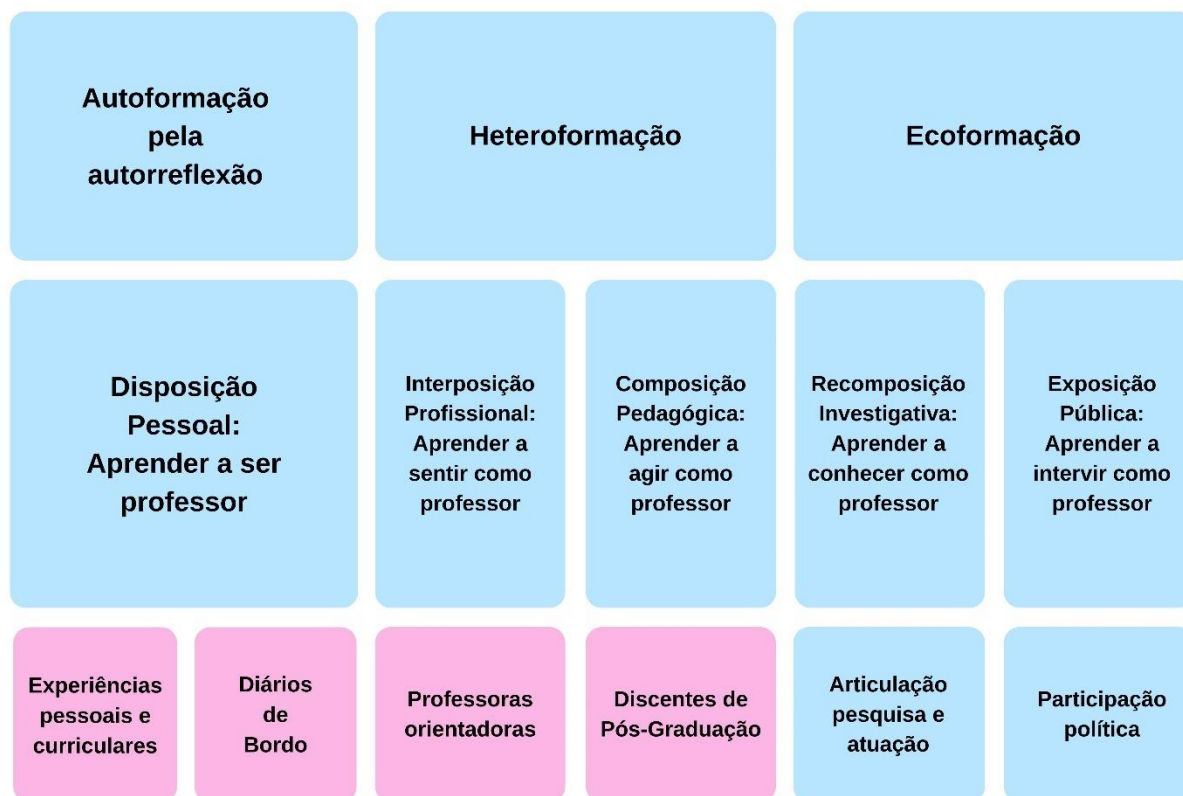 Autoformação
pela
autorreflexão
Heteroformação
Ecoformação
Disposição
Pessoal:
Aprender a ser
professor
Interposição
Profissional:
Aprender a
sentir como
professor
Composição
Pedagógica:
Aprender a
agir como
professor
Recomposição
Investigativa:
Aprender a
conhecer como
professor
Exposição
Pública:
Aprender a
intervir como
professor
Experiências
pessoais e
curriculares
Diários
de
Bordo
Professoras
orientadoras
Discentes de
Pós-Graduação
Articulação
pesquisa e
atuação
Participação
política